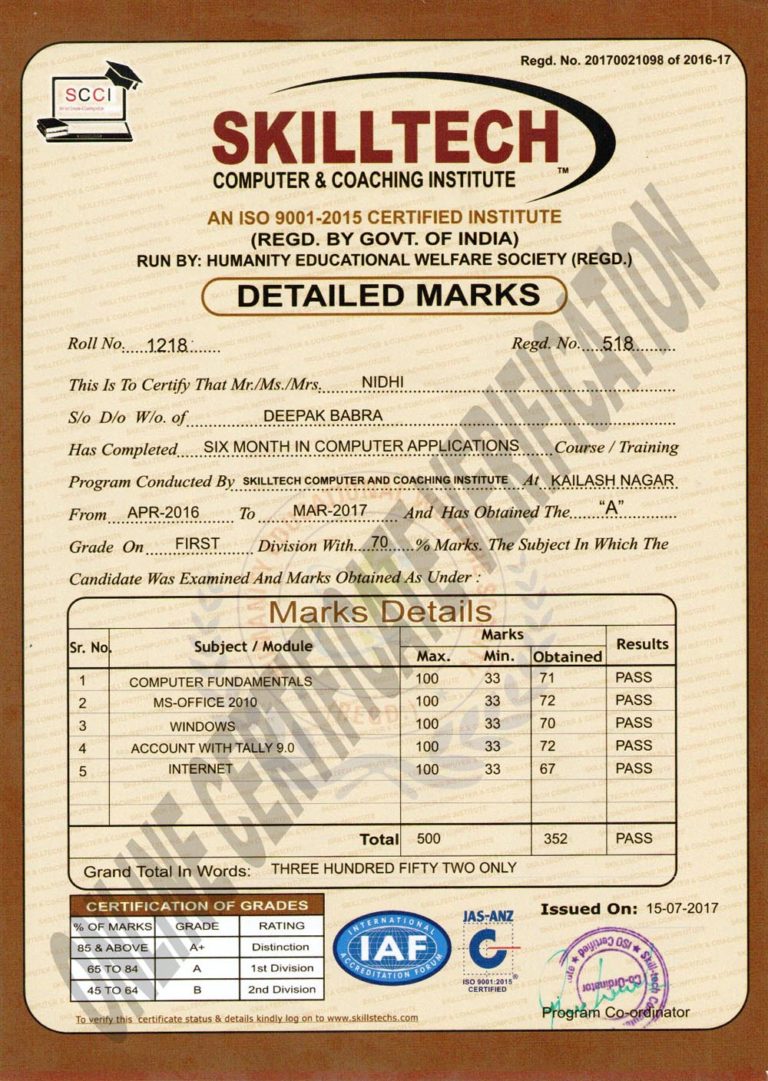 Regd. No. 20170021098 of 2016-17
SCCI
SKILLTECH
COMPUTER & COACHING INSTITUTE ™
AN ISO 9001-2015 CERTIFIED INSTITUTE
(REGD. BY GOVT. OF INDIA)
RUN BY: HUMANITY EDUCATIONAL WELFARE SOCIETY (REGD.)
DETAILED MARKS
Roll No. 1218 Regd. No. 518
This Is To Certify That Mr./Ms./Mrs. NIDHI
S/o D/o W/o. of DEEPAK BABRA
Has Completed SIX MONTH IN COMPUTER APPLICATIONS Course / Training
Program Conducted By SKILLTECH COMPUTER AND COACHING INSTITUTE At KAILASH NAGAR
From APR-2016 To MAR-2017 And Has Obtained The "A"
Grade On FIRST Division With 70 % Marks. The Subject In Which The
Candidate Was Examined And Marks Obtained As Under :
Marks Details
Sr. No. Subject / Module Marks Results
Max. Min. Obtained
1 COMPUTER FUNDAMENTALS 100 33 71 PASS
2 MS-OFFICE 2010 100 33 72 PASS
3 WINDOWS 100 33 70 PASS
4 ACCOUNT WITH TALLY 9.0 100 33 72 PASS
5 INTERNET 100 33 67 PASS
Total 500 352 PASS
Grand Total In Words: THREE HUNDRED FIFTY TWO ONLY
CERTIFICATION OF GRADES
% OF MARKS GRADE RATING
85 & ABOVE A+ Distinction
65 TO 84 A 1st Division
45 TO 64 B 2nd Division
INTERNATIONAL
IAF
ACCREDITATION FORUM
JAS-ANZ
ISO 9001:2015
CERTIFIED
Issued On: 15-07-2017
Co-Ordinator
Program Co-ordinator
To verify this certificate status & details kindly log on to www.skillstechs.com
ONLINE CERTIFICATE VERIFICATION